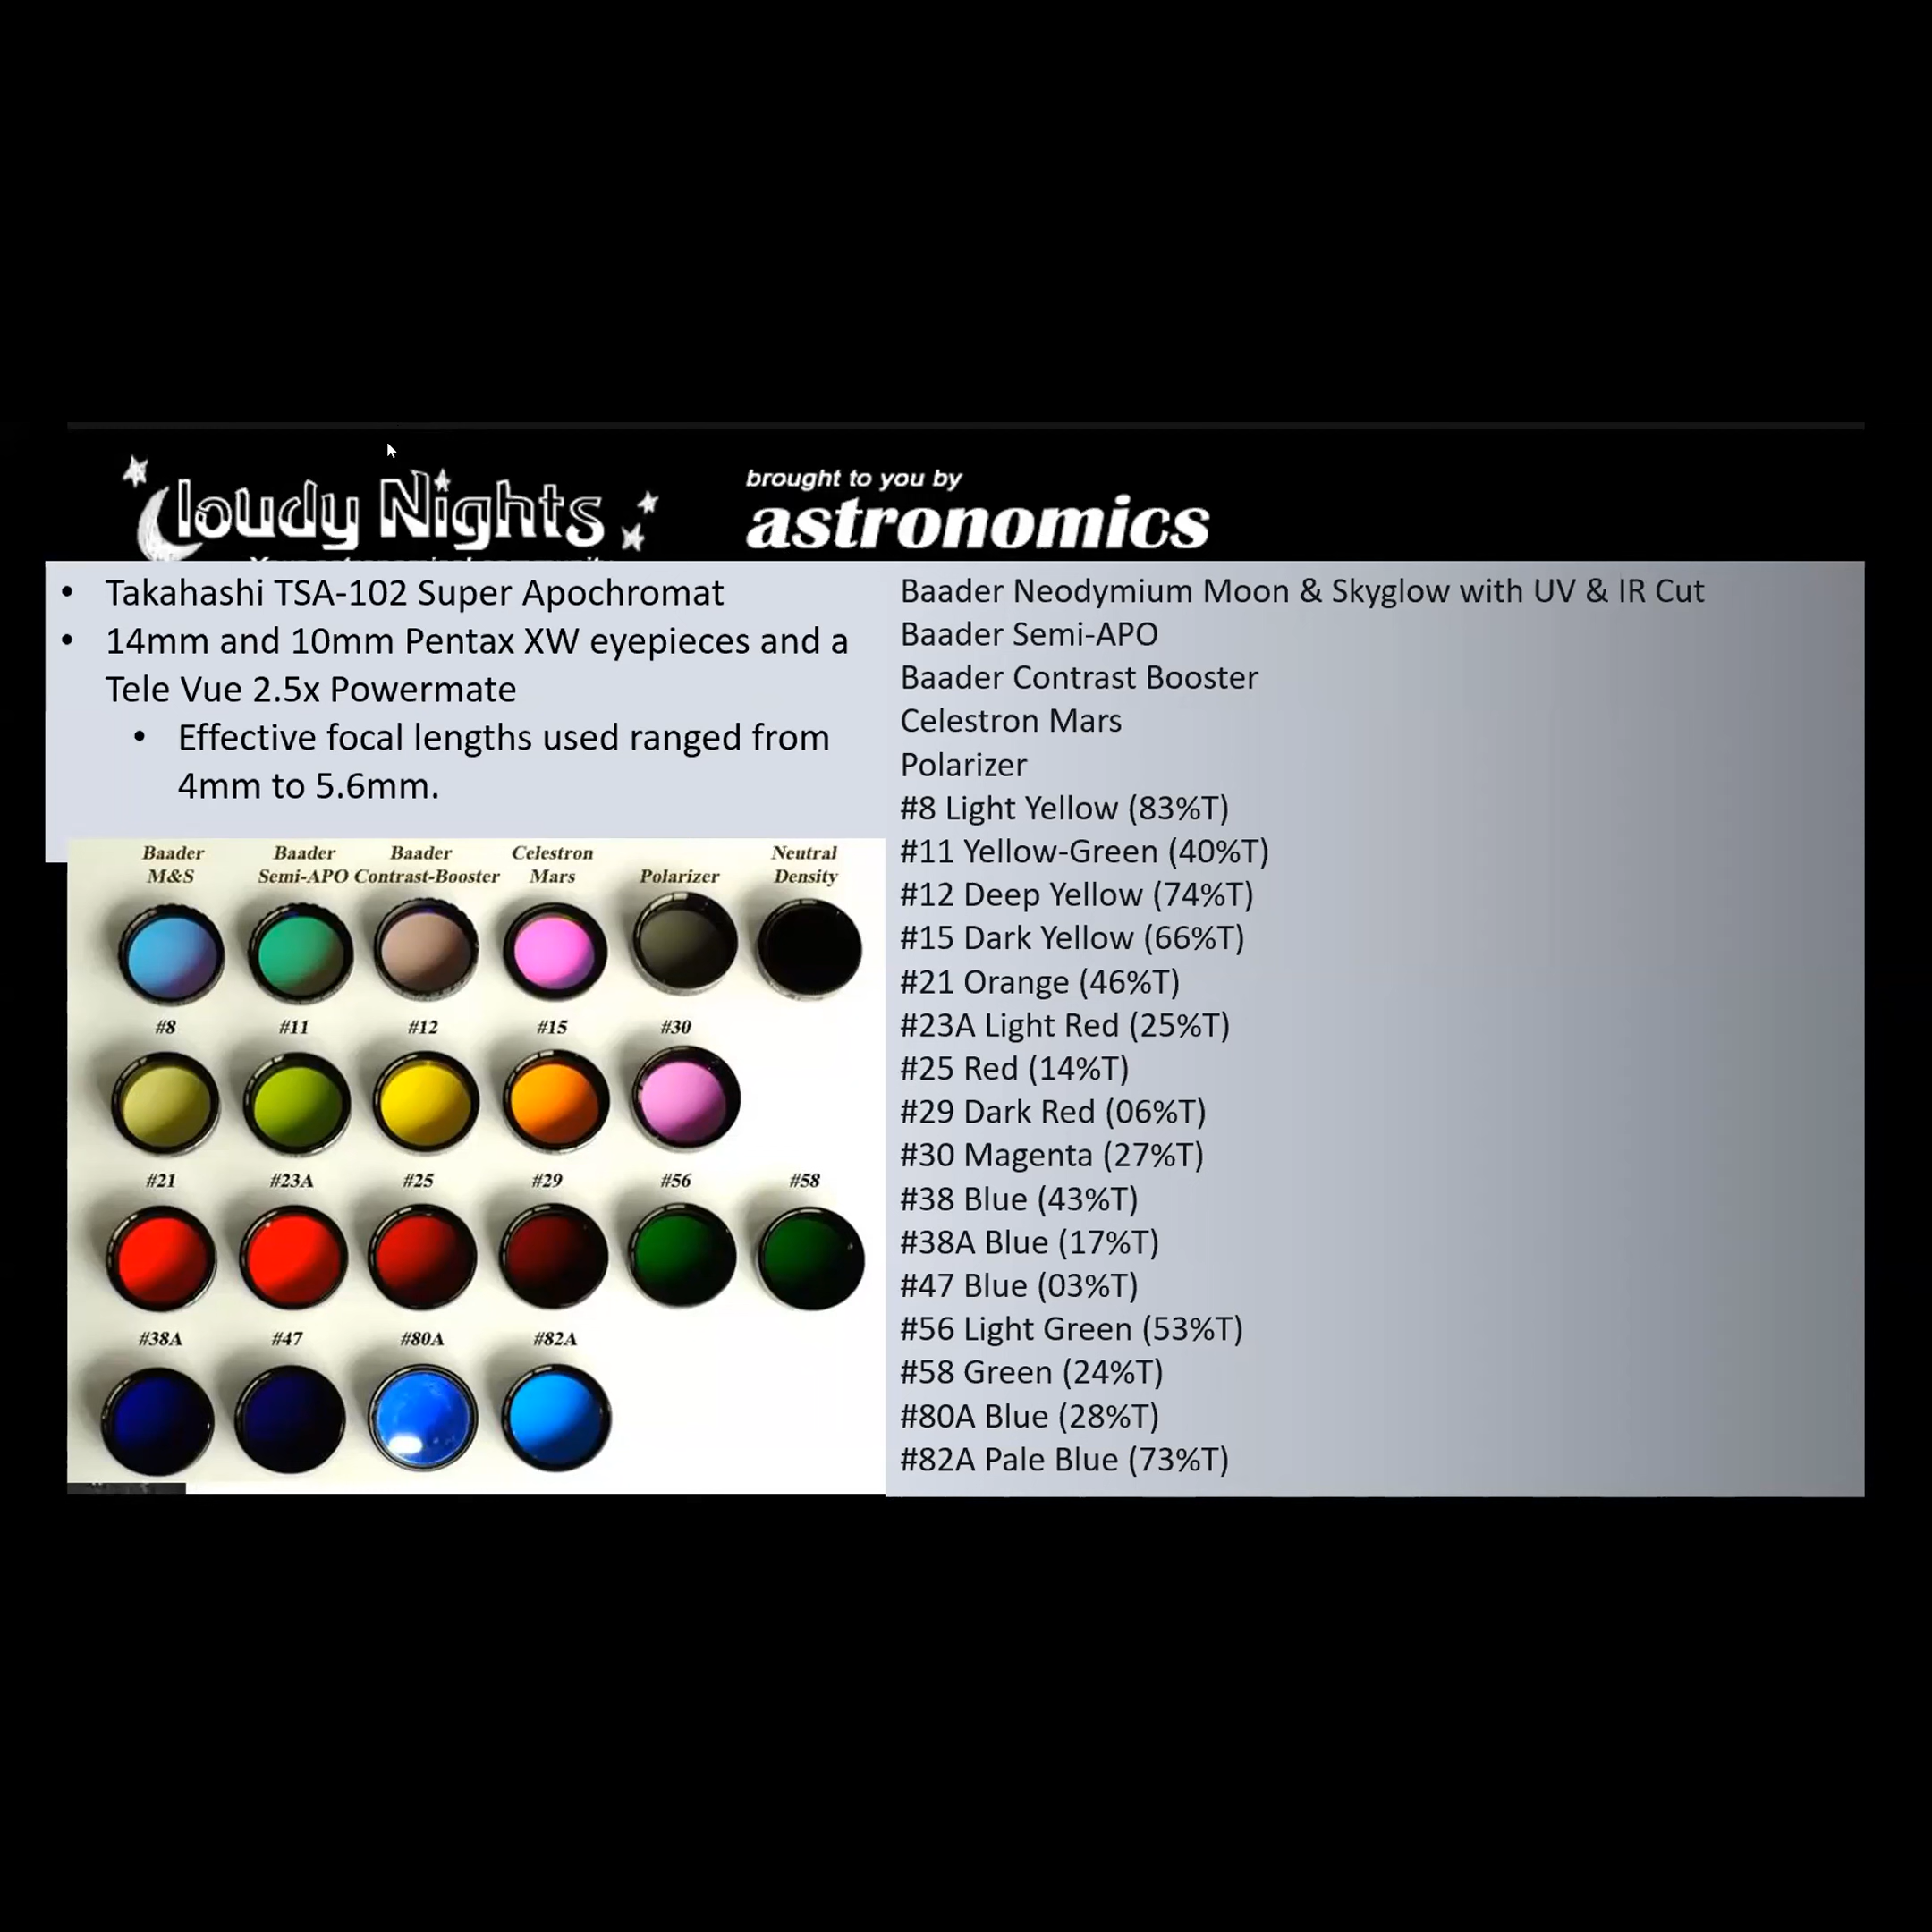 Cloudy Nights
brought to you by
astronomics
• Takahashi TSA-102 Super Apochromat
• 14mm and 10mm Pentax XW eyepieces and a
Tele Vue 2.5x Powermate
• Effective focal lengths used ranged from
4mm to 5.6mm.
Baader M&S
Baader Semi-APO
Baader Contrast-Booster
Celestron Mars
Polarizer
Neutral Density
#8 #11 #12 #15 #30
#21 #23A #25 #29 #56 #58
#38A #47 #80A #82A
Baader Neodymium Moon & Skyglow with UV & IR Cut
Baader Semi-APO
Baader Contrast Booster
Celestron Mars
Polarizer
#8 Light Yellow (83%T)
#11 Yellow-Green (40%T)
#12 Deep Yellow (74%T)
#15 Dark Yellow (66%T)
#21 Orange (46%T)
#23A Light Red (25%T)
#25 Red (14%T)
#29 Dark Red (06%T)
#30 Magenta (27%T)
#38 Blue (43%T)
#38A Blue (17%T)
#47 Blue (03%T)
#56 Light Green (53%T)
#58 Green (24%T)
#80A Blue (28%T)
#82A Pale Blue (73%T)